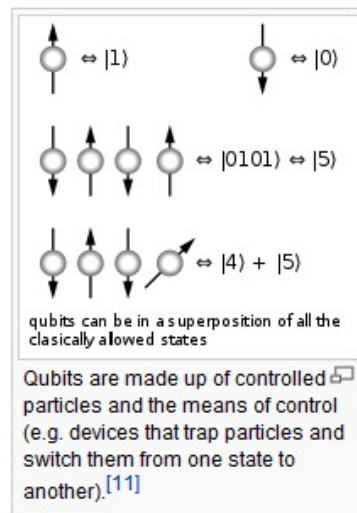 ⇔ |1⟩ ⇔ |0⟩
⇔ |0101⟩ ⇔ |5⟩
⇔ |4⟩ + |5⟩
qubits can be in a superposition of all the
clasically allowed states
Qubits are made up of controlled
particles and the means of control
(e.g. devices that trap particles and
switch them from one state to
another).[11]